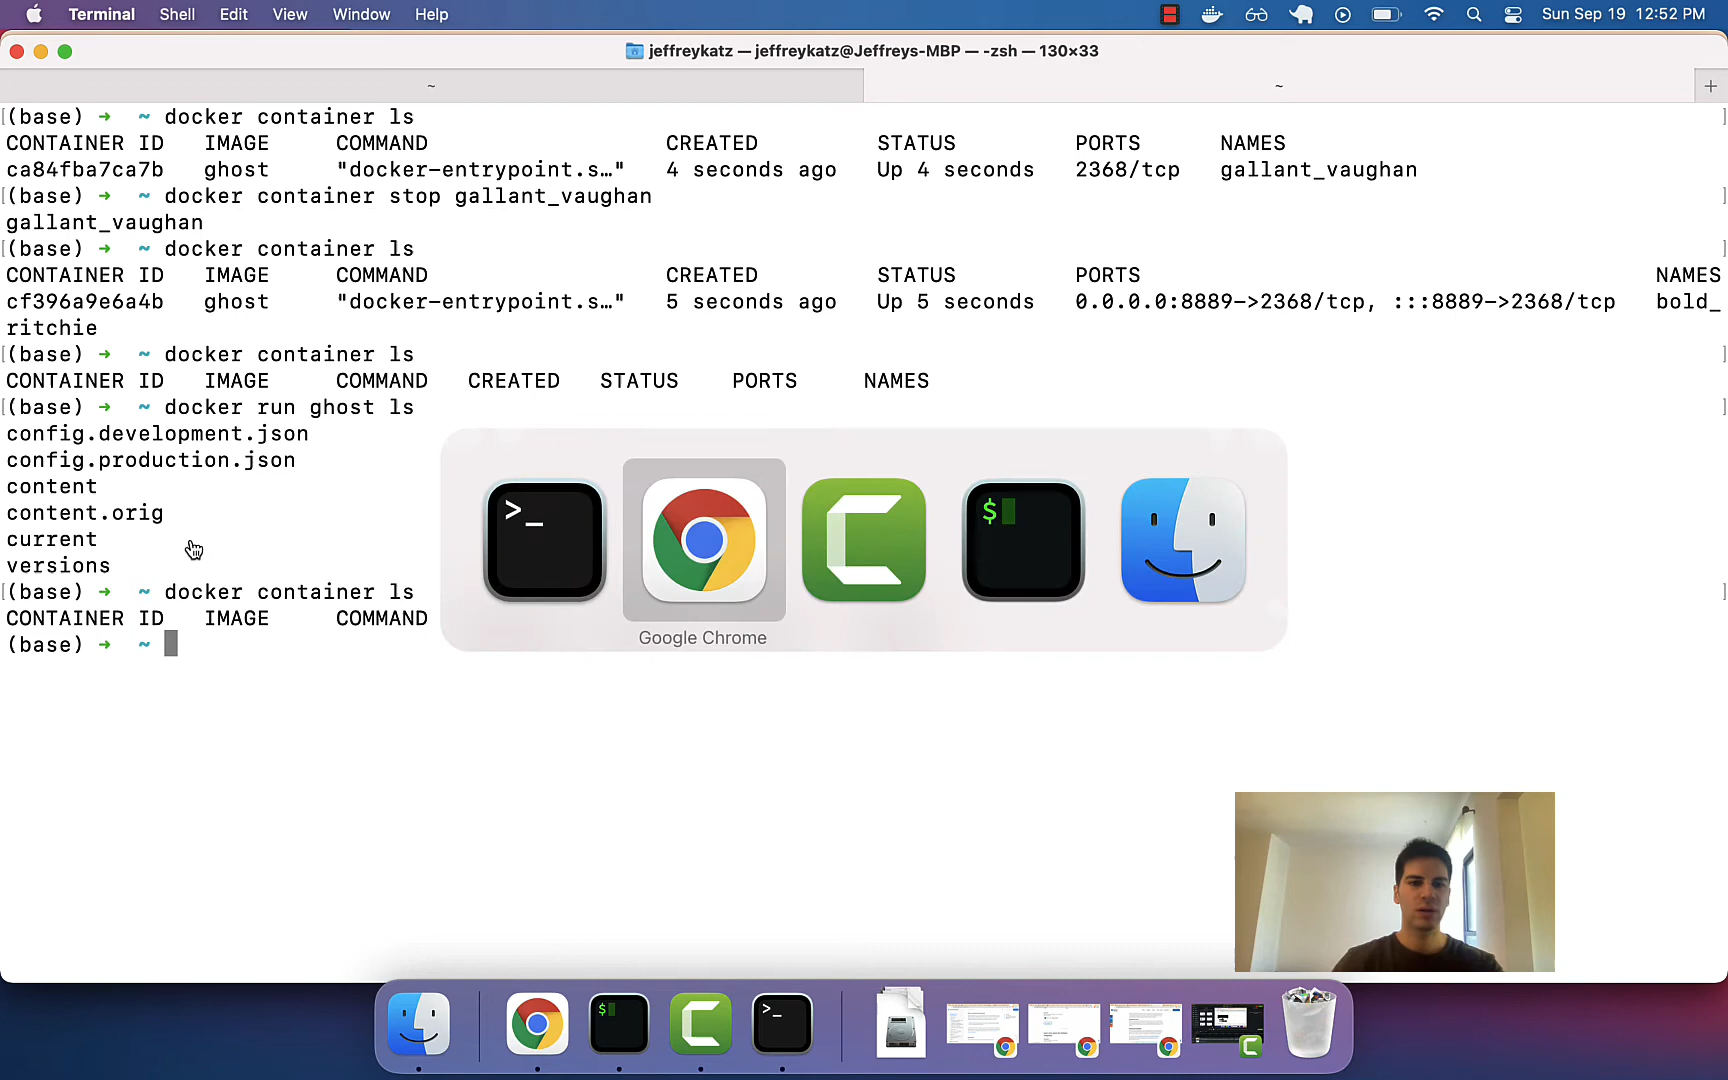 Terminal Shell Edit View Window Help Sun Sep 19 12:52 PM
jeffreykatz — jeffreykatz@Jeffreys-MBP — -zsh — 130×33
~ ~ +
(base) ➜ ~ docker container ls
CONTAINER ID IMAGE COMMAND CREATED STATUS PORTS NAMES
ca84fba7ca7b ghost "docker-entrypoint.s…" 4 seconds ago Up 4 seconds 2368/tcp gallant_vaughan
(base) ➜ ~ docker container stop gallant_vaughan
gallant_vaughan
(base) ➜ ~ docker container ls
CONTAINER ID IMAGE COMMAND CREATED STATUS PORTS NAMES
cf396a9e6a4b ghost "docker-entrypoint.s…" 5 seconds ago Up 5 seconds 0.0.0.0:8889->2368/tcp, :::8889->2368/tcp bold_
ritchie
(base) ➜ ~ docker container ls
CONTAINER ID IMAGE COMMAND CREATED STATUS PORTS NAMES
(base) ➜ ~ docker run ghost ls
config.development.json
config.production.json
content
content.orig
current
versions
(base) ➜ ~ docker container ls
CONTAINER ID IMAGE COMMAND
(base) ➜ ~
>_ $
Google Chrome
$ >_